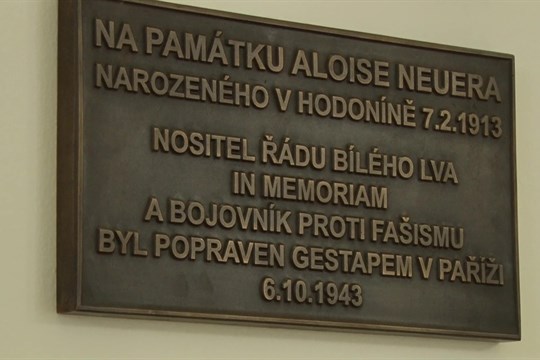 NA PAMÁTKU ALOISE NEUERA
NAROZENÉHO V HODONÍNĚ 7.2.1913
NOSITEL ŘÁDU BÍLÉHO LVA
IN MEMORIAM
A BOJOVNÍK PROTI FAŠISMU
BYL POPRAVEN GESTAPEM V PAŘÍŽI
6.10.1943